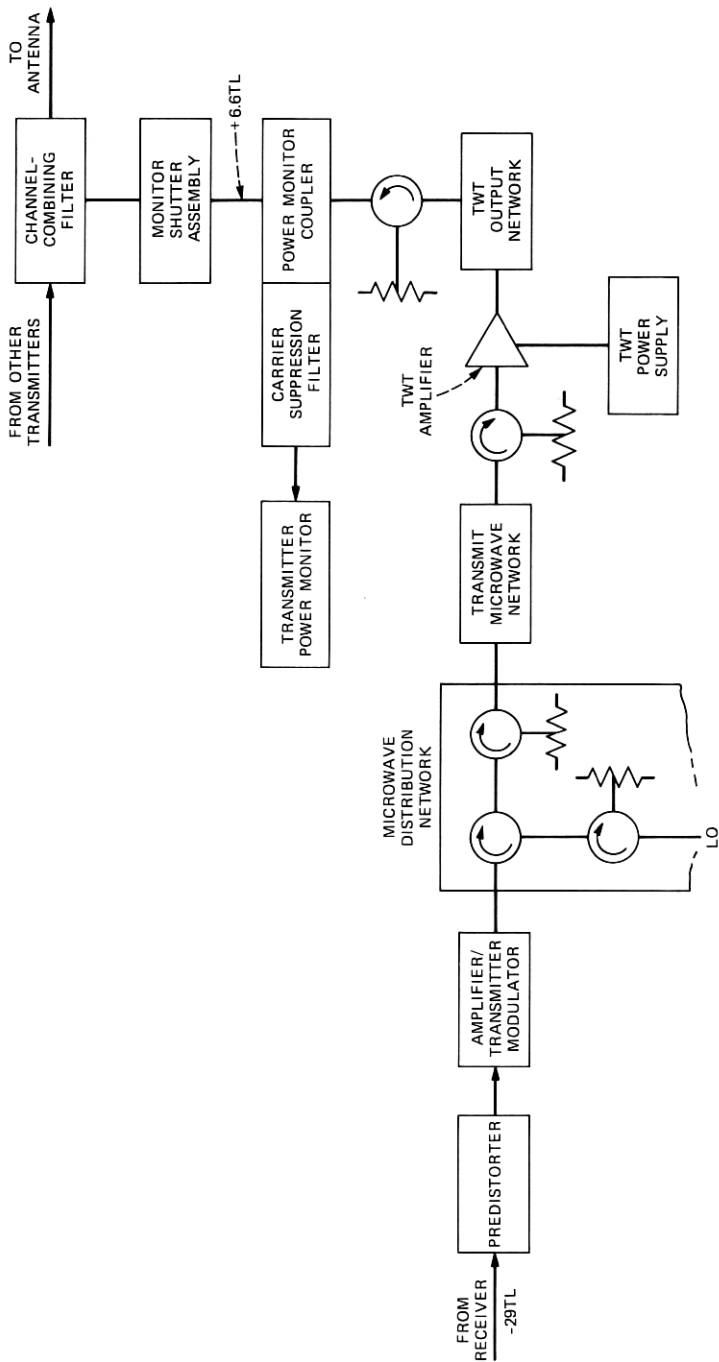 FROM
RECEIVER
-29TL
PREDISTORTER
AMPLIFIER/
TRANSMITTER
MODULATOR
MICROWAVE
DISTRIBUTION
NETWORK
LO
TRANSMIT
MICROWAVE
NETWORK
TWT
AMPLIFIER
TWT
POWER
SUPPLY
TWT
OUTPUT
NETWORK
TRANSMITTER
POWER MONITOR
CARRIER
SUPPRESSION
FILTER
POWER MONITOR
COUPLER
+6.6TL
MONITOR
SHUTTER
ASSEMBLY
FROM OTHER
TRANSMITTERS
CHANNEL-
COMBINING
FILTER
TO
ANTENNA